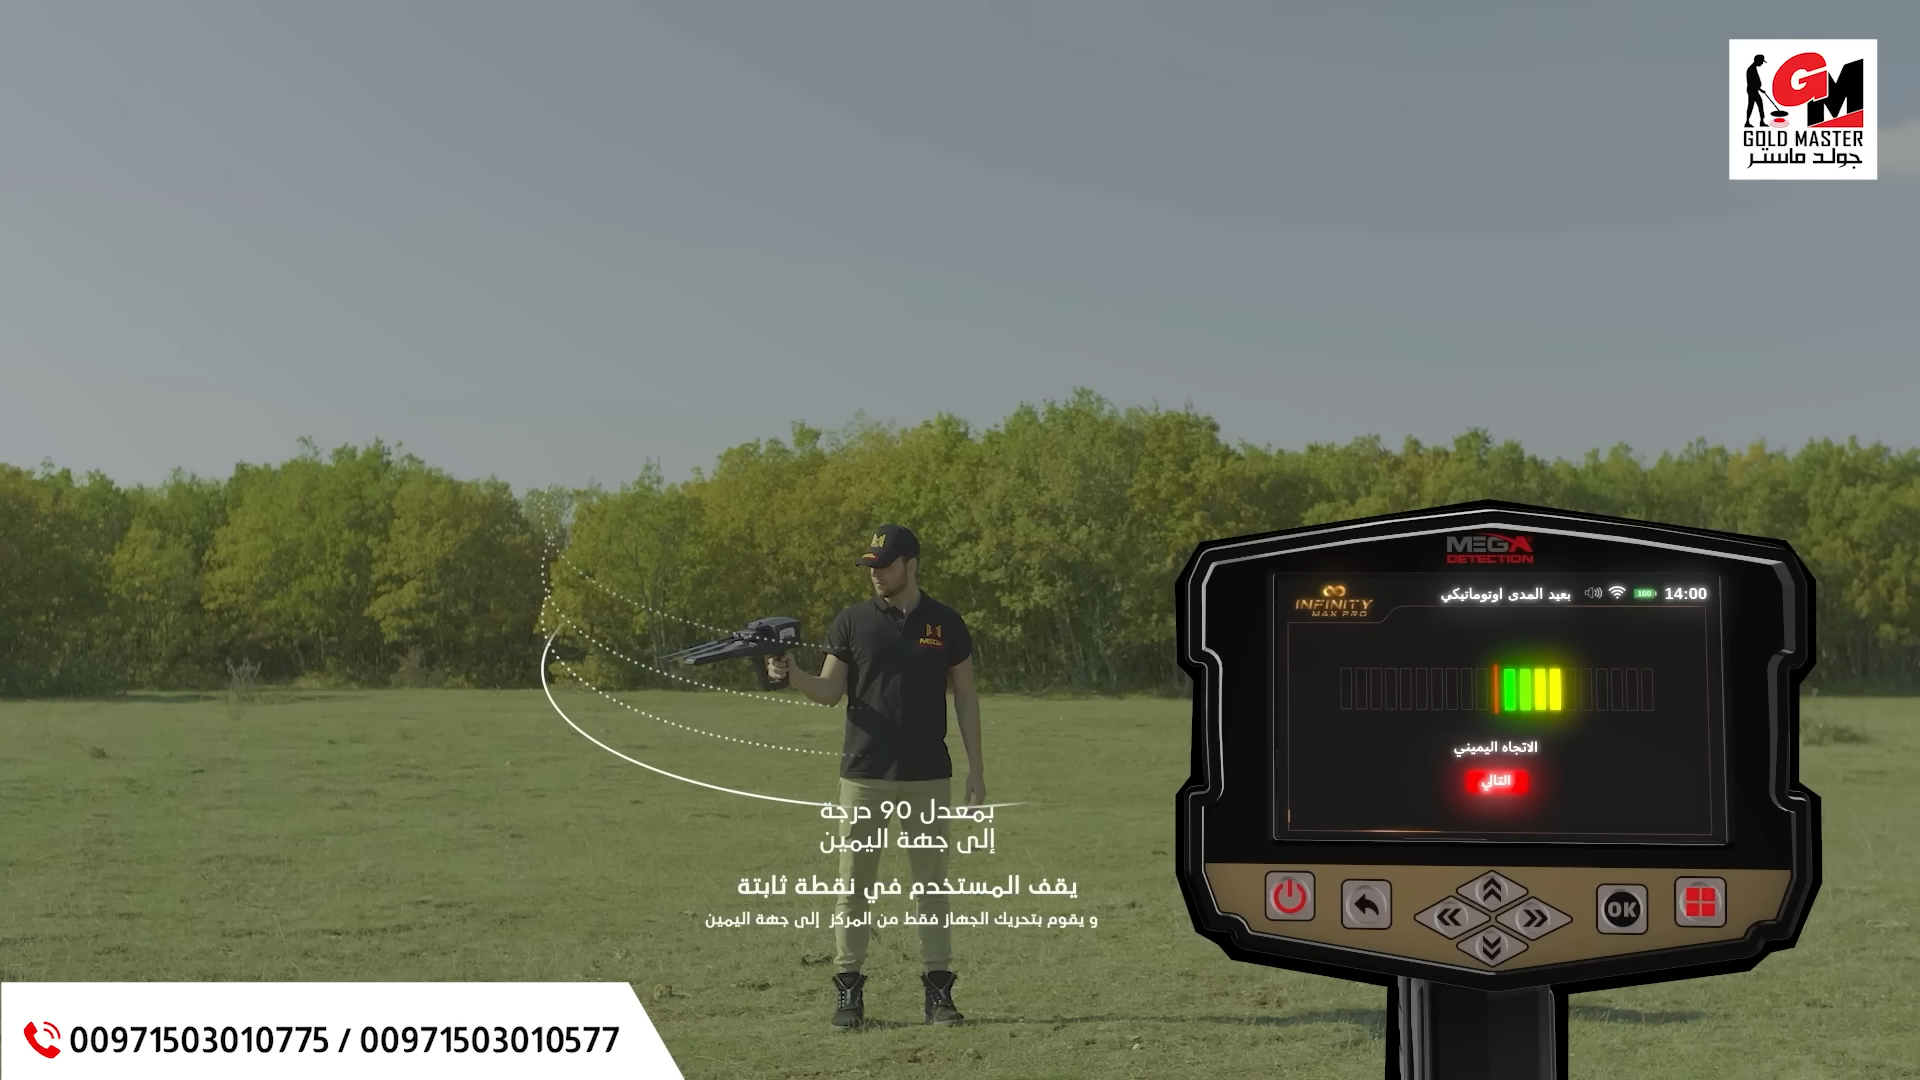 GM
GOLD MASTER
جولد ماستر
MEGA
DETECTION
INFINITY
MAX PRO
بعيد المدى اوتوماتيكي
100
14:00
الاتجاه اليميني
التالي
OK
MEGA
بمعدل 90 درجة
إلى جهة اليمين
يقف المستخدم في نقطة ثابتة
و يقوم بتحريك الجهاز فقط من المركز إلى جهة اليمين
00971503010775 / 00971503010577